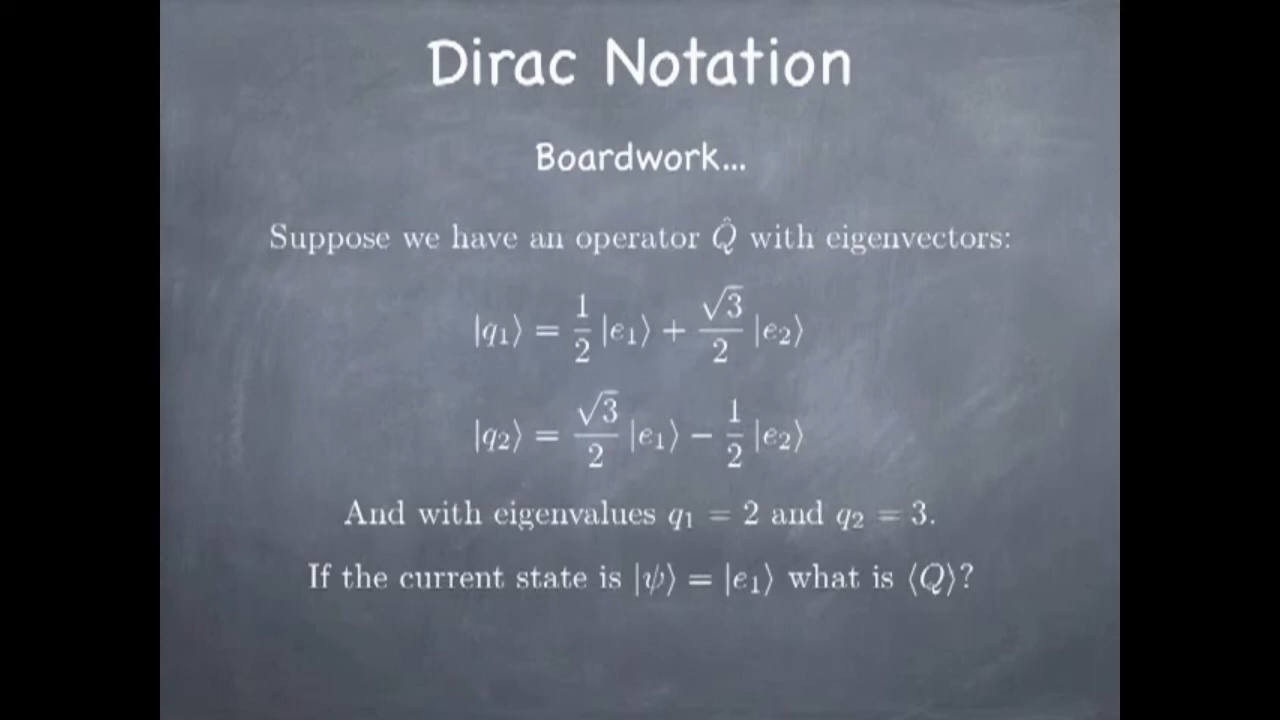 Dirac Notation
Boardwork...
Suppose we have an operator Q̂ with eigenvectors:
|q₁⟩ = 1/2 |e₁⟩ + √3/2 |e₂⟩
|q₂⟩ = √3/2 |e₁⟩ − 1/2 |e₂⟩
And with eigenvalues q₁ = 2 and q₂ = 3.
If the current state is |ψ⟩ = |e₁⟩ what is ⟨Q⟩?